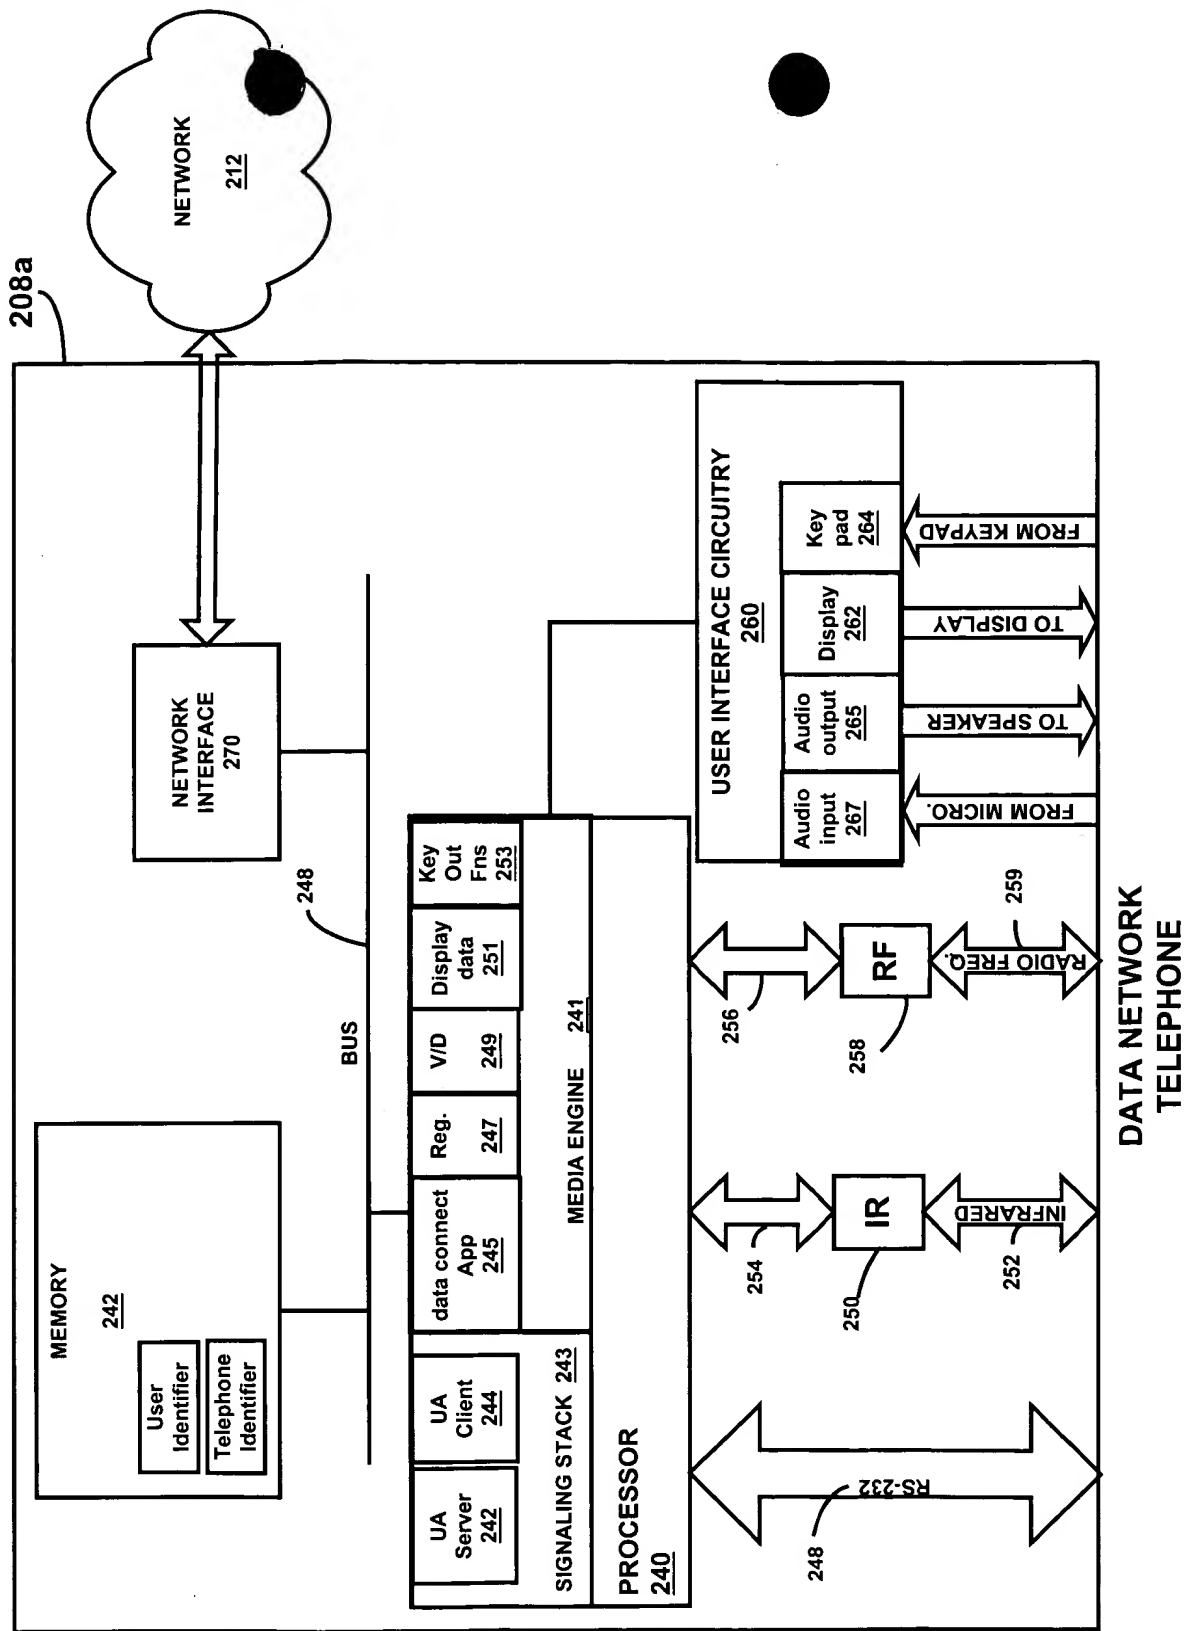 208a
NETWORK
212
NETWORK
INTERFACE
270
MEMORY
242
User
Identifier
Telephone
Identifier
BUS
248
UA
Server
242
UA
Client
244
SIGNALING STACK 243
data connect
App
245
Reg.
247
V/D
249
Display
data
251
Key
Out
Fns
253
MEDIA ENGINE 241
PROCESSOR
240
USER INTERFACE CIRCUITRY
260
Audio
input
267
Audio
output
265
Display
262
Key
pad
264
FROM MICRO.
TO SPEAKER
TO DISPLAY
FROM KEYPAD
RS-232
248
254
IR
250
INFRARED
252
256
RF
258
RADIO FREQ.
259
DATA NETWORK
TELEPHONE